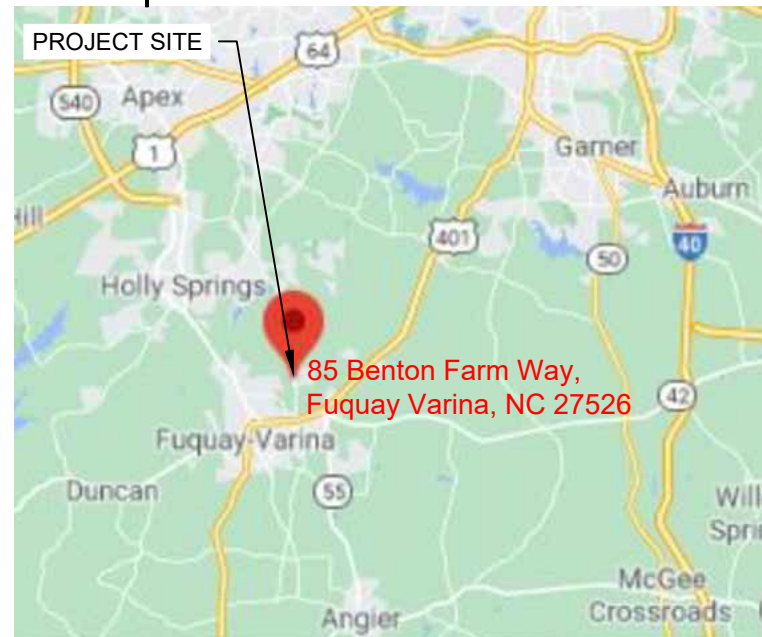 PROJECT SITE
64
540
Apex
1
Garner
Auburn
Hill
401
40
50
Holly Springs
85 Benton Farm Way,
Fuquay Varina, NC 27526
42
Fuquay-Varina
Duncan
55
Will
Spri
McGee
Crossroads
Angier